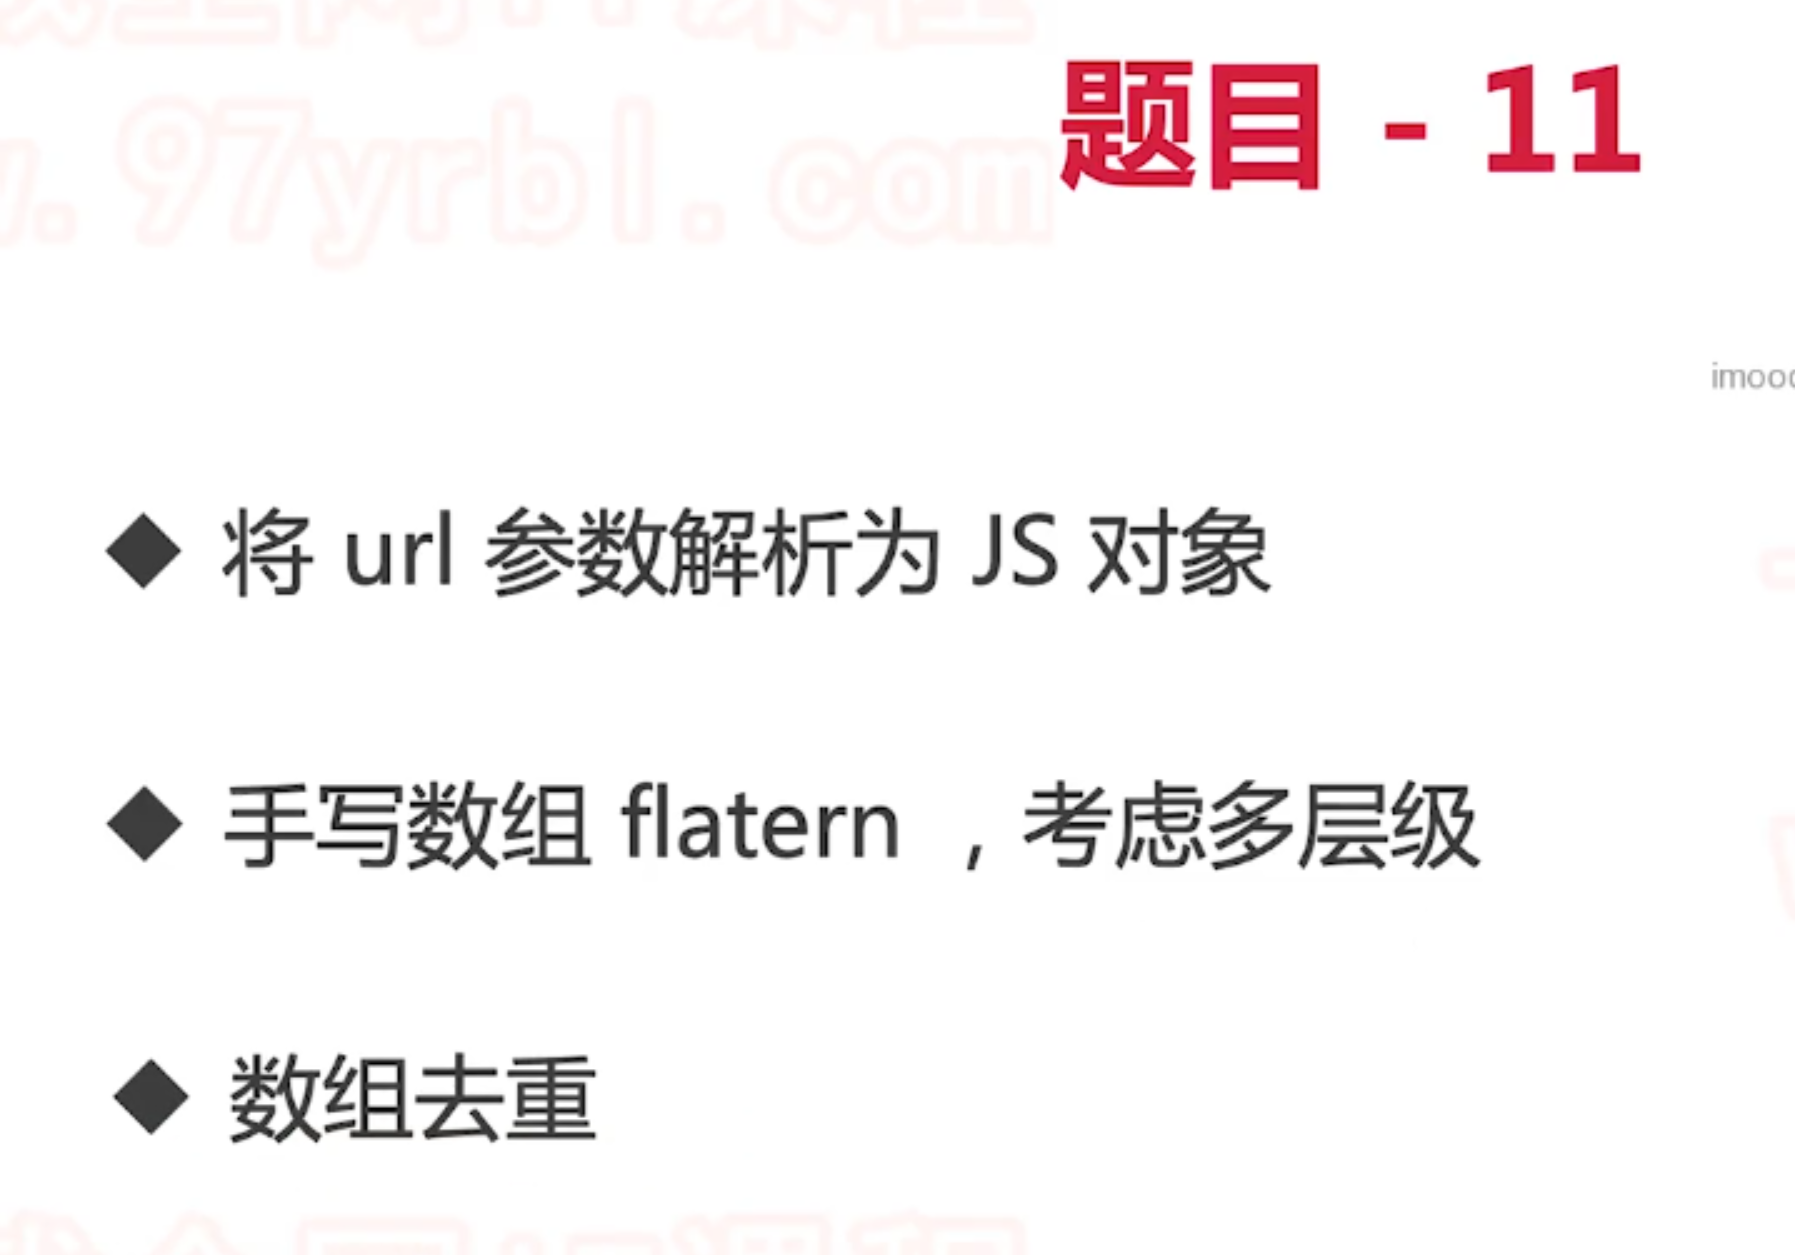 题目 - 11
.97yrbl.com
imooc
◆ 将 url 参数解析为 JS 对象
◆ 手写数组 flatern ，考虑多层级
◆ 数组去重